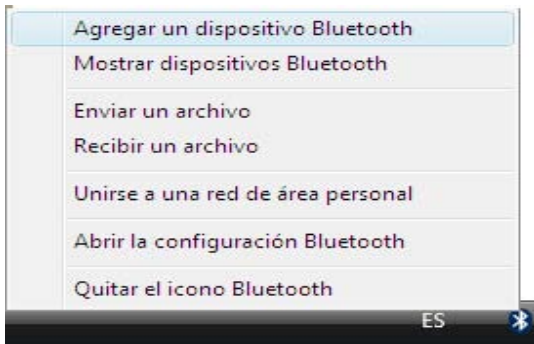 Agregar un dispositivo Bluetooth
Mostrar dispositivos Bluetooth
Enviar un archivo
Recibir un archivo
Unirse a una red de área personal
Abrir la configuración Bluetooth
Quitar el icono Bluetooth
ES